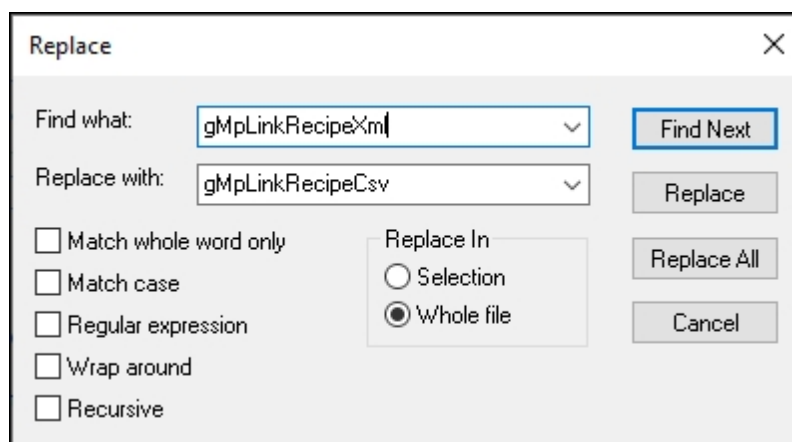 Replace
Find what:
gMpLinkRecipeXml
Find Next
Replace with:
gMpLinkRecipeCsv
Replace
Match whole word only
Match case
Regular expression
Wrap around
Recursive
Replace In
Selection
Whole file
Replace All
Cancel